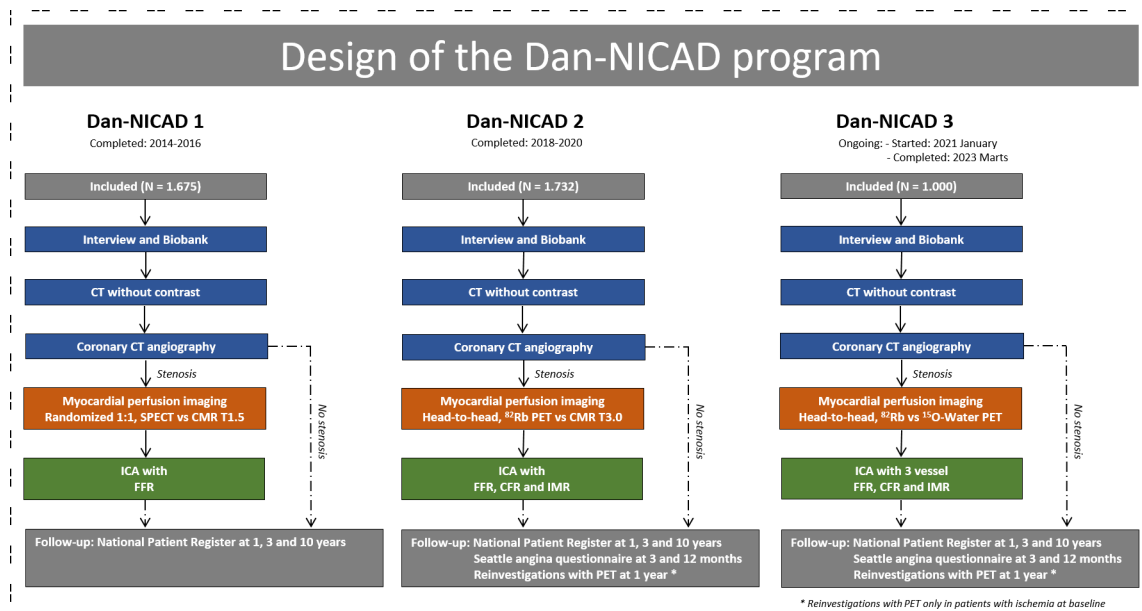 Design of the Dan-NICAD program
Dan-NICAD 1
Completed: 2014-2016
Included (N = 1.675)
Interview and Biobank
CT without contrast
Coronary CT angiography
Stenosis
No stenosis
Myocardial perfusion imaging
Randomized 1:1, SPECT vs CMR T1.5
ICA with
FFR
Follow-up: National Patient Register at 1, 3 and 10 years
Dan-NICAD 2
Completed: 2018-2020
Included (N = 1.732)
Interview and Biobank
CT without contrast
Coronary CT angiography
Stenosis
No stenosis
Myocardial perfusion imaging
Head-to-head, ⁸²Rb PET vs CMR T3.0
ICA with
FFR, CFR and IMR
Follow-up: National Patient Register at 1, 3 and 10 years
Seattle angina questionnaire at 3 and 12 months
Reinvestigations with PET at 1 year *
Dan-NICAD 3
Ongoing: - Started: 2021 January
- Completed: 2023 Marts
Included (N = 1.000)
Interview and Biobank
CT without contrast
Coronary CT angiography
Stenosis
No stenosis
Myocardial perfusion imaging
Head-to-head, ⁸²Rb vs ¹⁵O-Water PET
ICA with 3 vessel
FFR, CFR and IMR
Follow-up: National Patient Register at 1, 3 and 10 years
Seattle angina questionnaire at 3 and 12 months
Reinvestigations with PET at 1 year *
* Reinvestigations with PET only in patients with ischemia at baseline